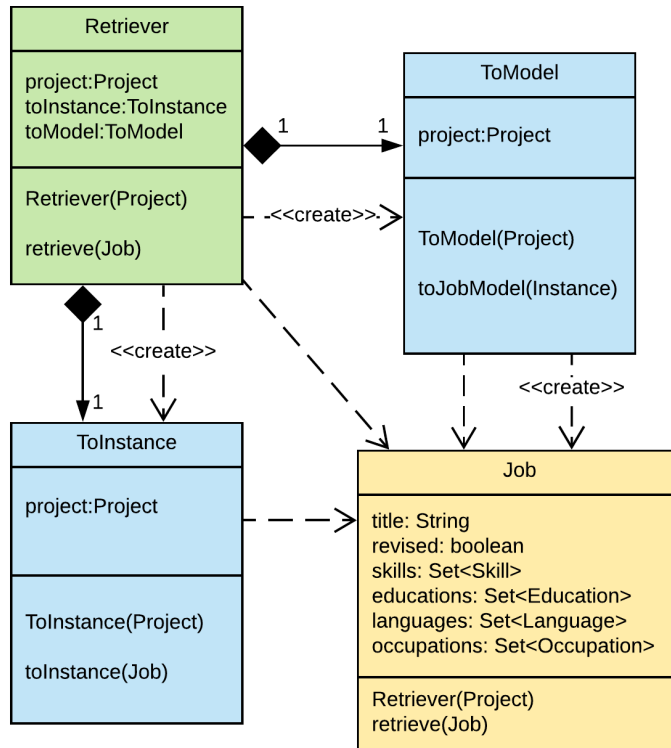 Retriever
project:Project
toInstance:ToInstance
toModel:ToModel
Retriever(Project)
retrieve(Job)
1
1
<<create>>
ToModel
project:Project
ToModel(Project)
toJobModel(Instance)
1
<<create>>
1
<<create>>
ToInstance
project:Project
ToInstance(Project)
toInstance(Job)
Job
title: String
revised: boolean
skills: Set<Skill>
educations: Set<Education>
languages: Set<Language>
occupations: Set<Occupation>
Retriever(Project)
retrieve(Job)